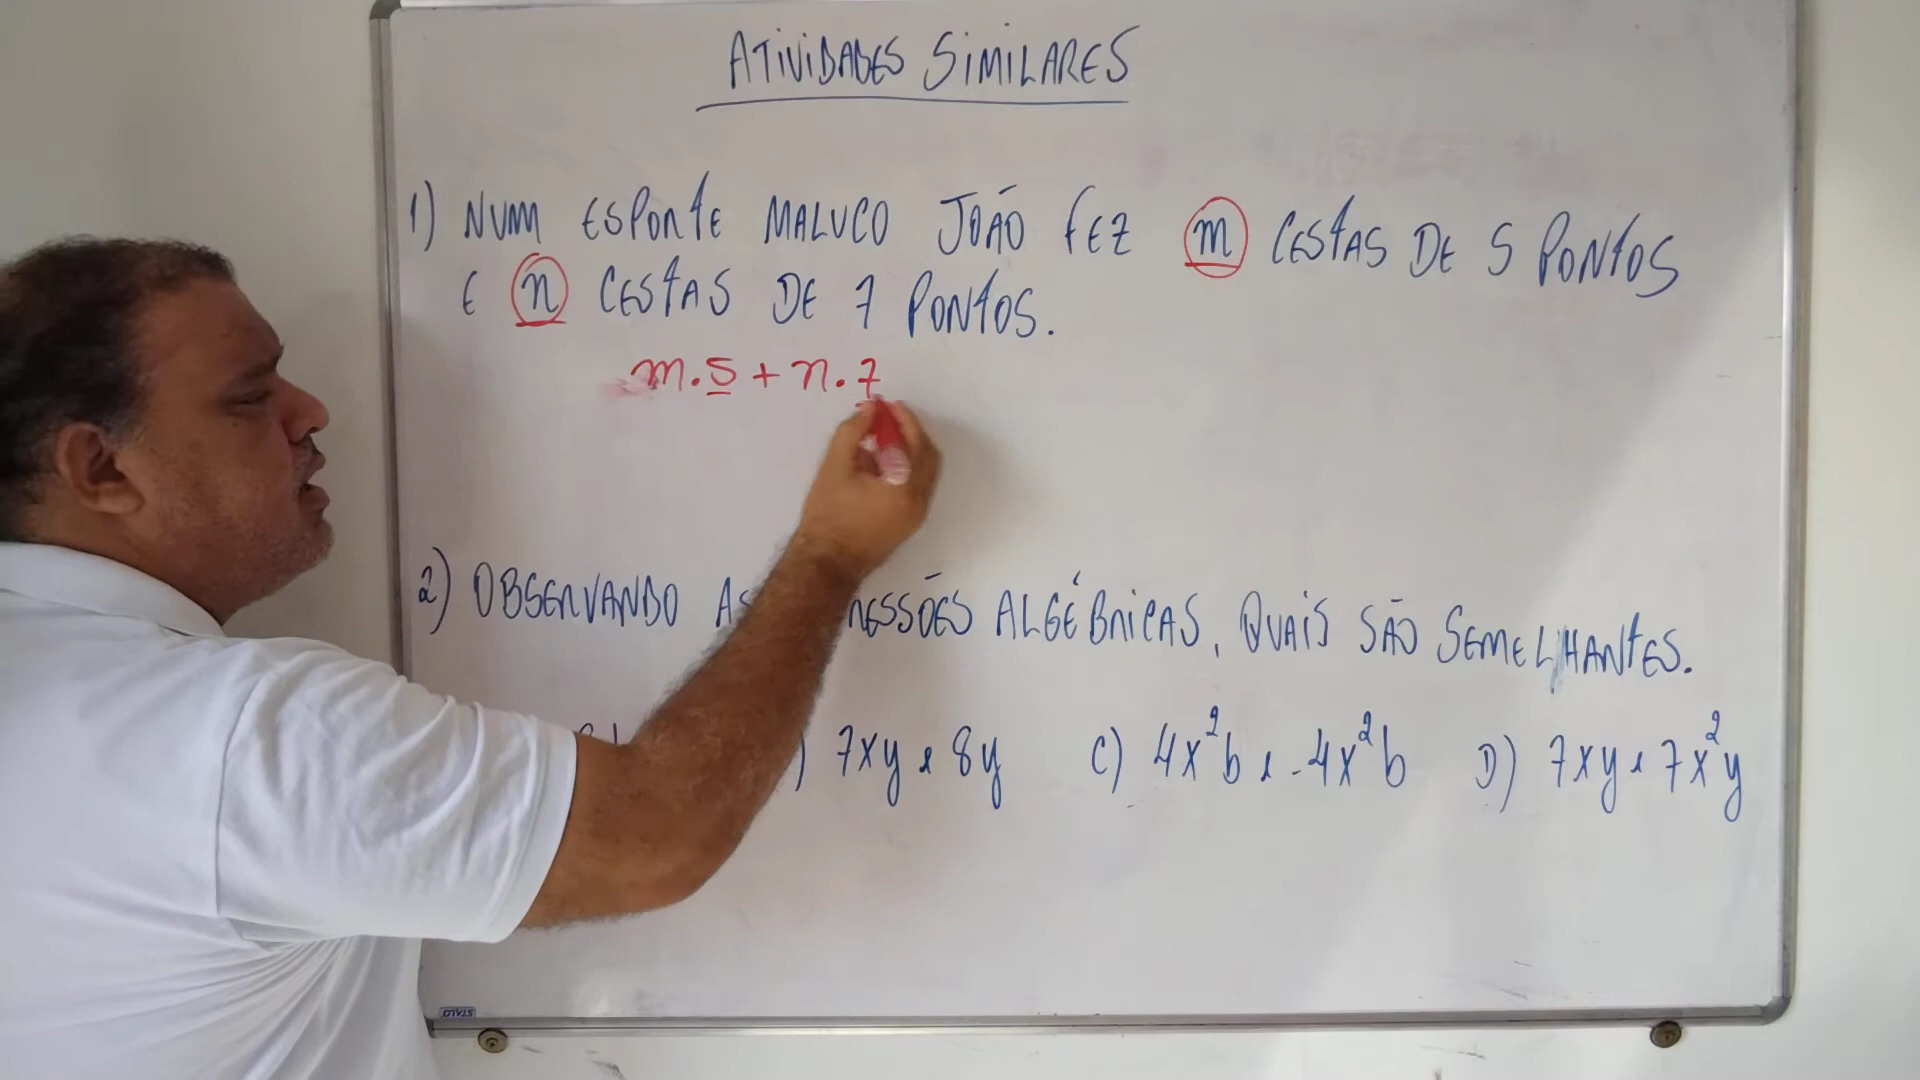 ATIVIDADES SIMILARES
1) NUM ESPORTE MALUCO JOÃO FEZ m CESTAS DE 5 PONTOS
E n CESTAS DE 7 PONTOS.
m.5 + n.7
2) OBSERVANDO AS ALGÉBRICAS, QUAIS SÃO SEMELHANTES.
) 7xy e 8y C) 4x²b e -4x²b D) 7xy e 7x²y
STALO